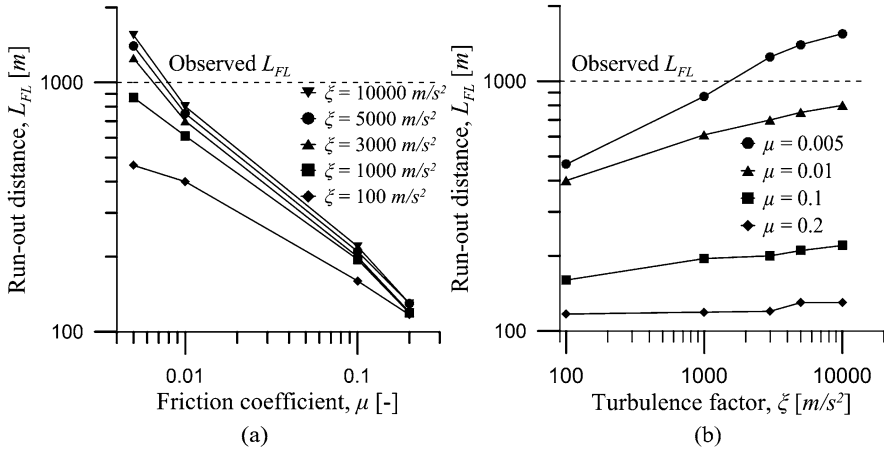 Run-out distance, L_FL [m]
1000
100
Observed L_FL
ξ = 10000 m/s²
ξ = 5000 m/s²
ξ = 3000 m/s²
ξ = 1000 m/s²
ξ = 100 m/s²
0.01
0.1
Friction coefficient, μ [-]
(a)
Run-out distance, L_FL [m]
1000
100
Observed L_FL
μ = 0.005
μ = 0.01
μ = 0.1
μ = 0.2
100
1000
10000
Turbulence factor, ξ [m/s²]
(b)